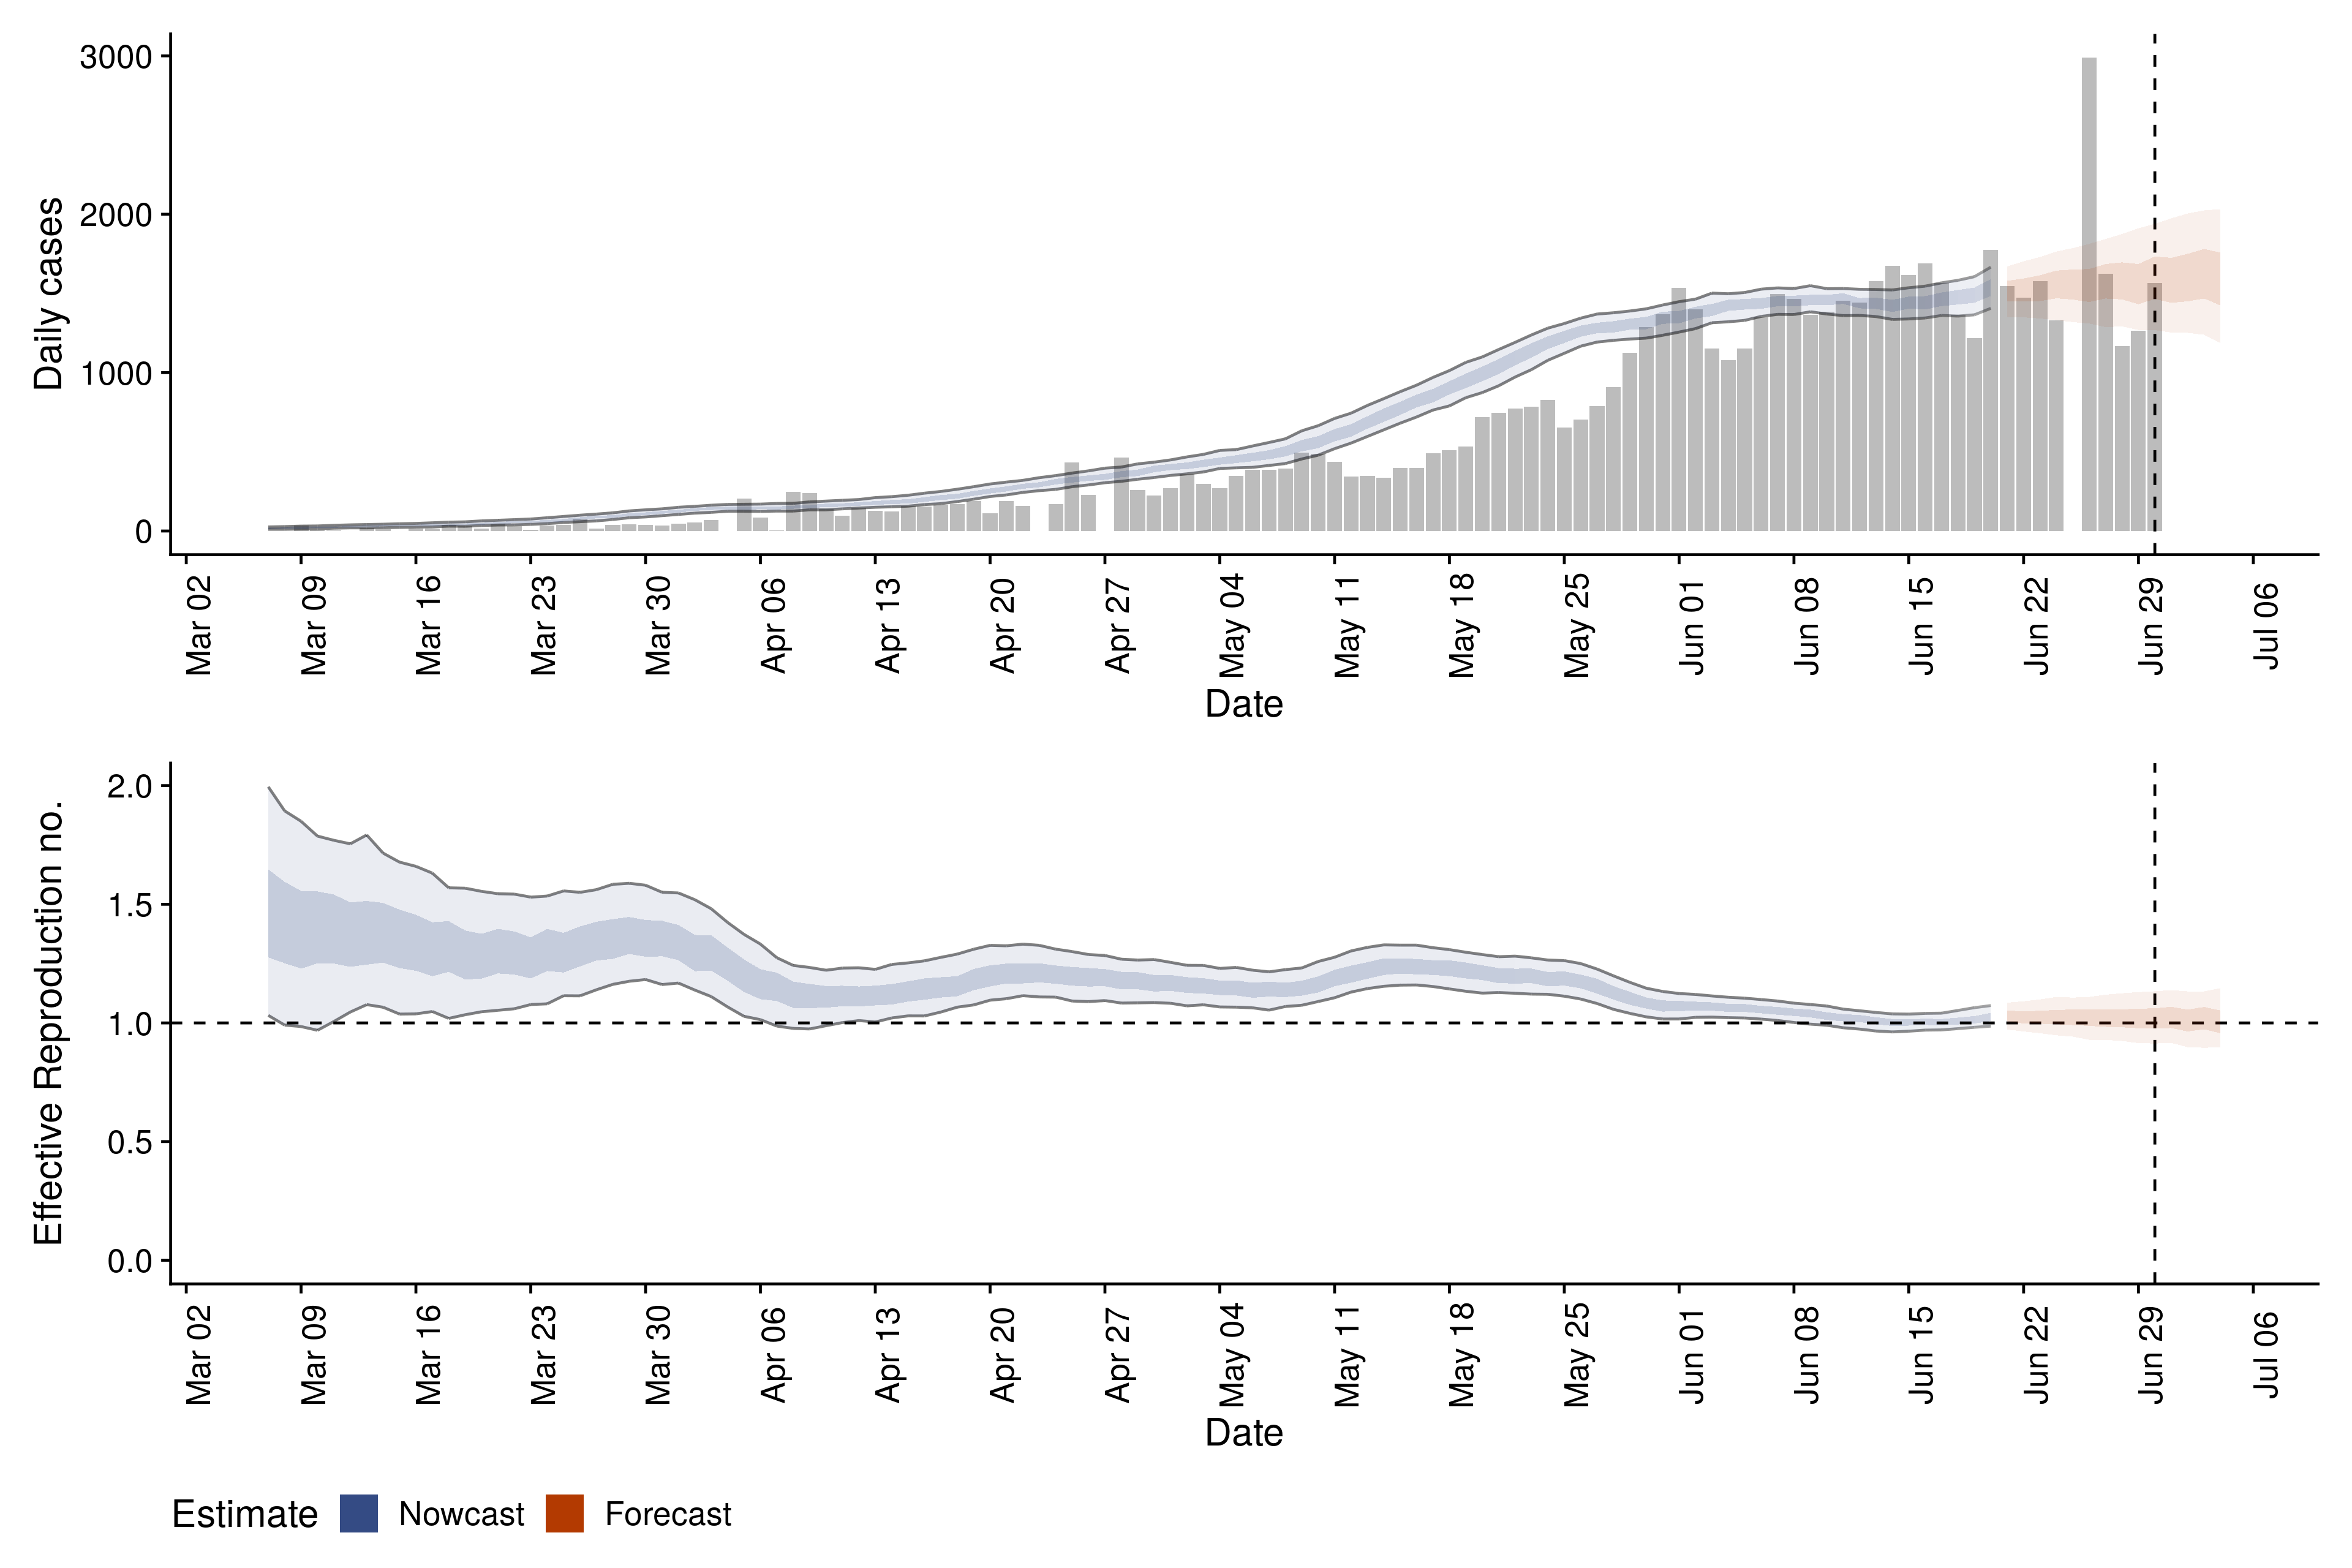 Daily cases
3000
2000
1000
0
Mar 02
Mar 09
Mar 16
Mar 23
Mar 30
Apr 06
Apr 13
Apr 20
Apr 27
May 04
May 11
May 18
May 25
Jun 01
Jun 08
Jun 15
Jun 22
Jun 29
Jul 06
Date
Effective Reproduction no.
2.0
1.5
1.0
0.5
0.0
Mar 02
Mar 09
Mar 16
Mar 23
Mar 30
Apr 06
Apr 13
Apr 20
Apr 27
May 04
May 11
May 18
May 25
Jun 01
Jun 08
Jun 15
Jun 22
Jun 29
Jul 06
Date
Estimate Nowcast Forecast